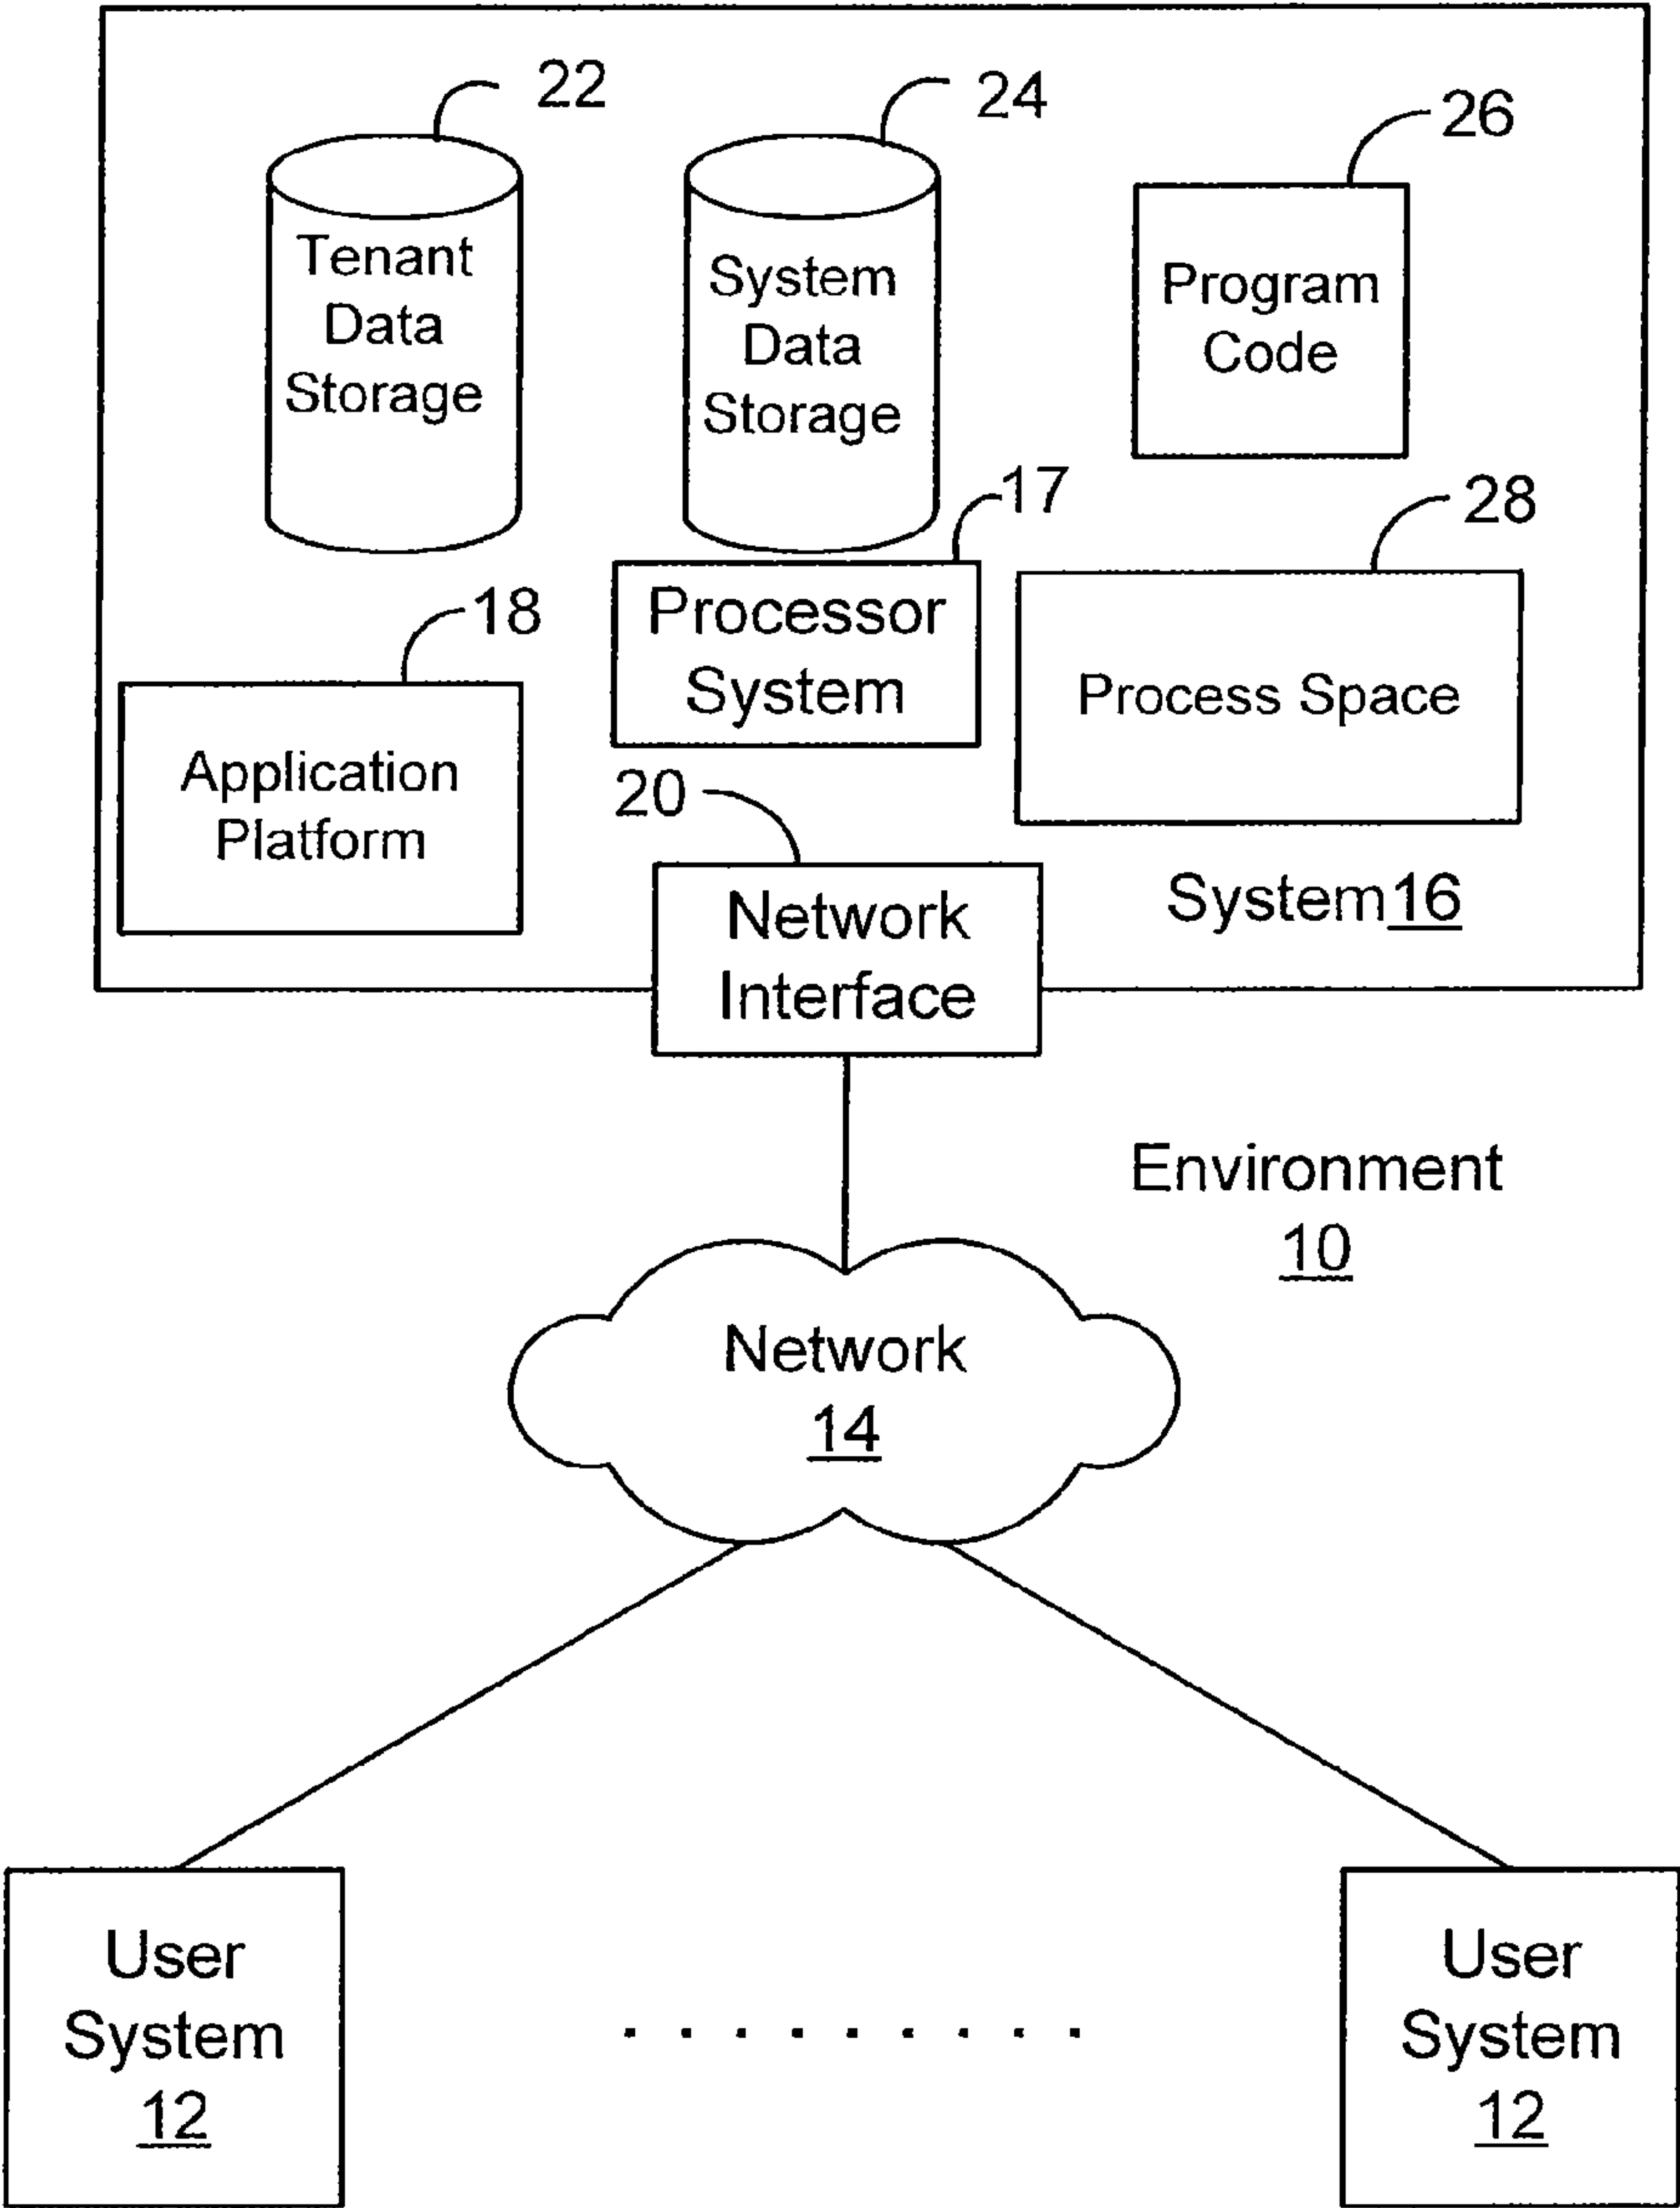 22
24
26
Tenant
Data
Storage
System
Data
Storage
Program
Code
17
28
18
Processor
System
Process Space
Application
Platform
20
Network
Interface
System16
Environment
10
Network
14
User
System
12
.........
User
System
12